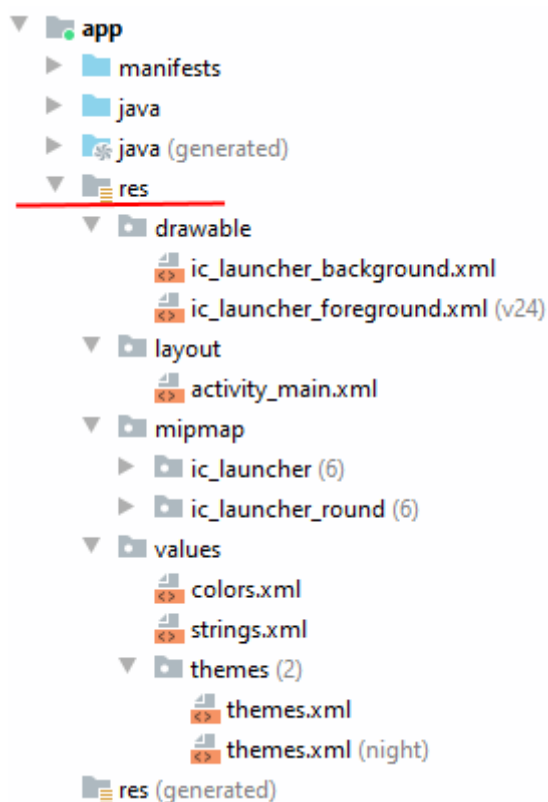 app
manifests
java
java (generated)
res
drawable
ic_launcher_background.xml
ic_launcher_foreground.xml (v24)
layout
activity_main.xml
mipmap
ic_launcher (6)
ic_launcher_round (6)
values
colors.xml
strings.xml
themes (2)
themes.xml
themes.xml (night)
res (generated)